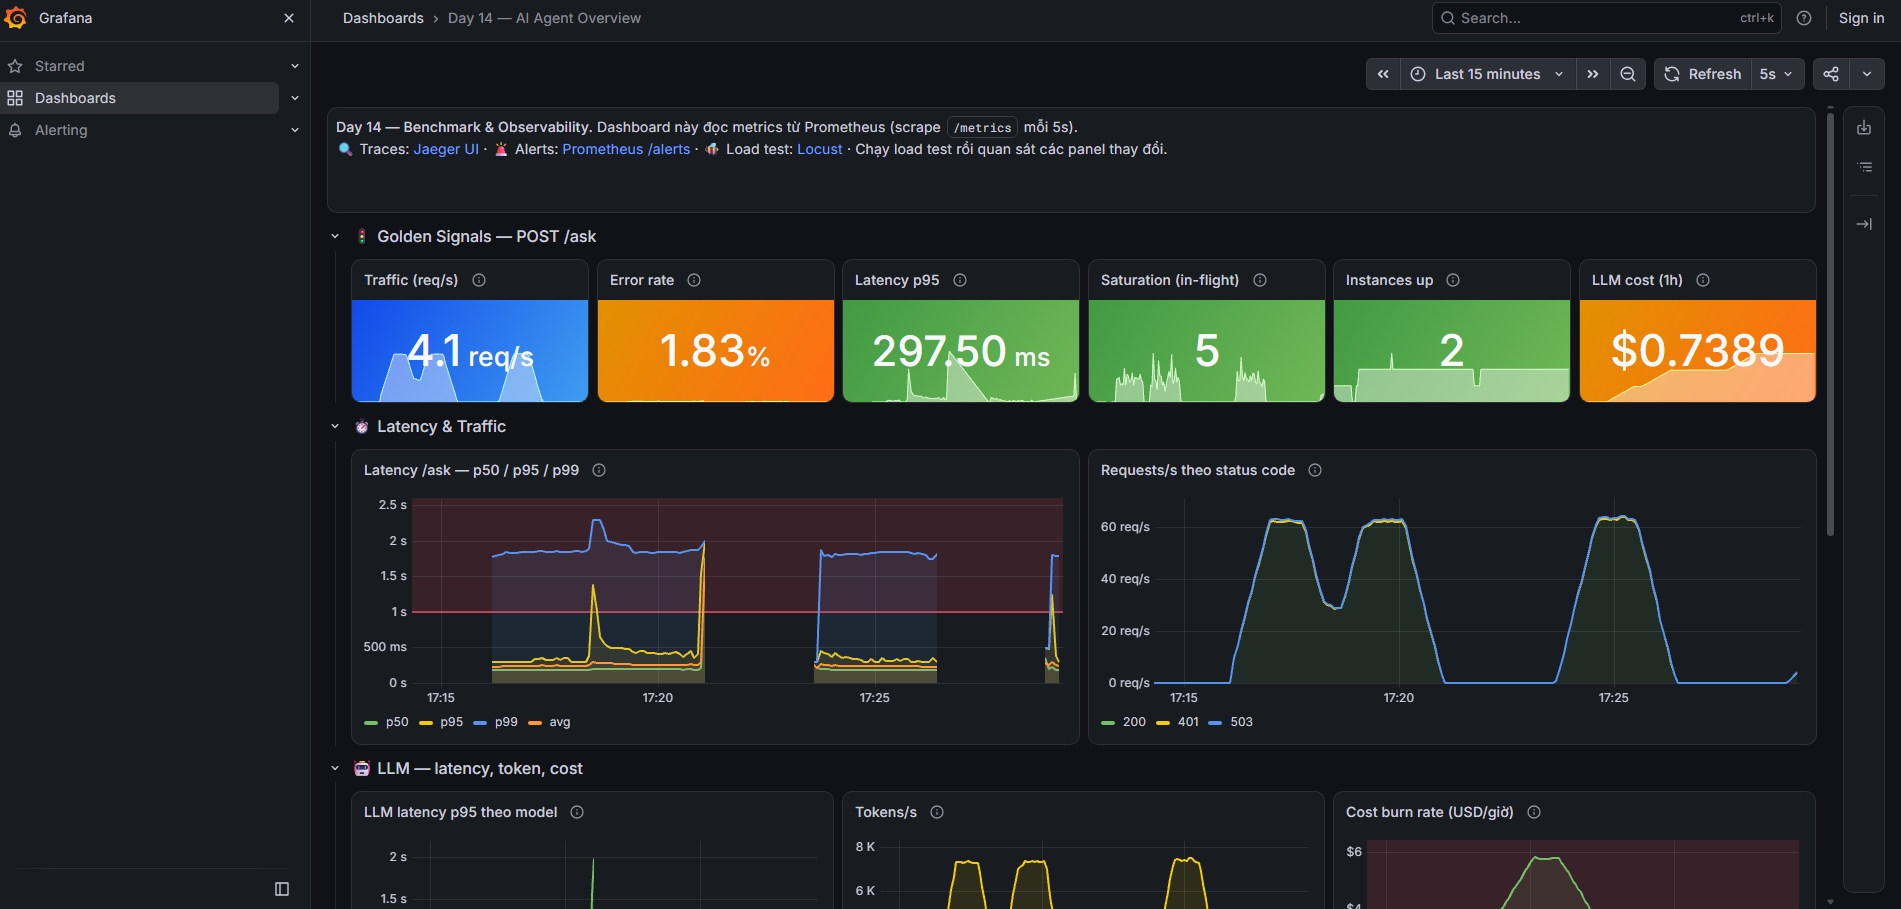 Grafana
Dashboards › Day 14 — AI Agent Overview
Search...
ctrl+k
Sign in
Starred
Dashboards
Alerting
Last 15 minutes
Refresh
5s
Day 14 — Benchmark & Observability. Dashboard này đọc metrics từ Prometheus (scrape /metrics mỗi 5s).
Traces: Jaeger UI · Alerts: Prometheus /alerts · Load test: Locust · Chạy load test rồi quan sát các panel thay đổi.
Golden Signals — POST /ask
Traffic (req/s)
4.1 req/s
Error rate
1.83%
Latency p95
297.50 ms
Saturation (in-flight)
5
Instances up
2
LLM cost (1h)
$0.7389
Latency & Traffic
Latency /ask — p50 / p95 / p99
2.5 s
2 s
1.5 s
1 s
500 ms
0 s
17:15
17:20
17:25
p50
p95
p99
avg
Requests/s theo status code
60 req/s
40 req/s
20 req/s
0 req/s
17:15
17:20
17:25
200
401
503
LLM — latency, token, cost
LLM latency p95 theo model
2 s
1.5 s
Tokens/s
8 K
6 K
Cost burn rate (USD/giờ)
$6
$4